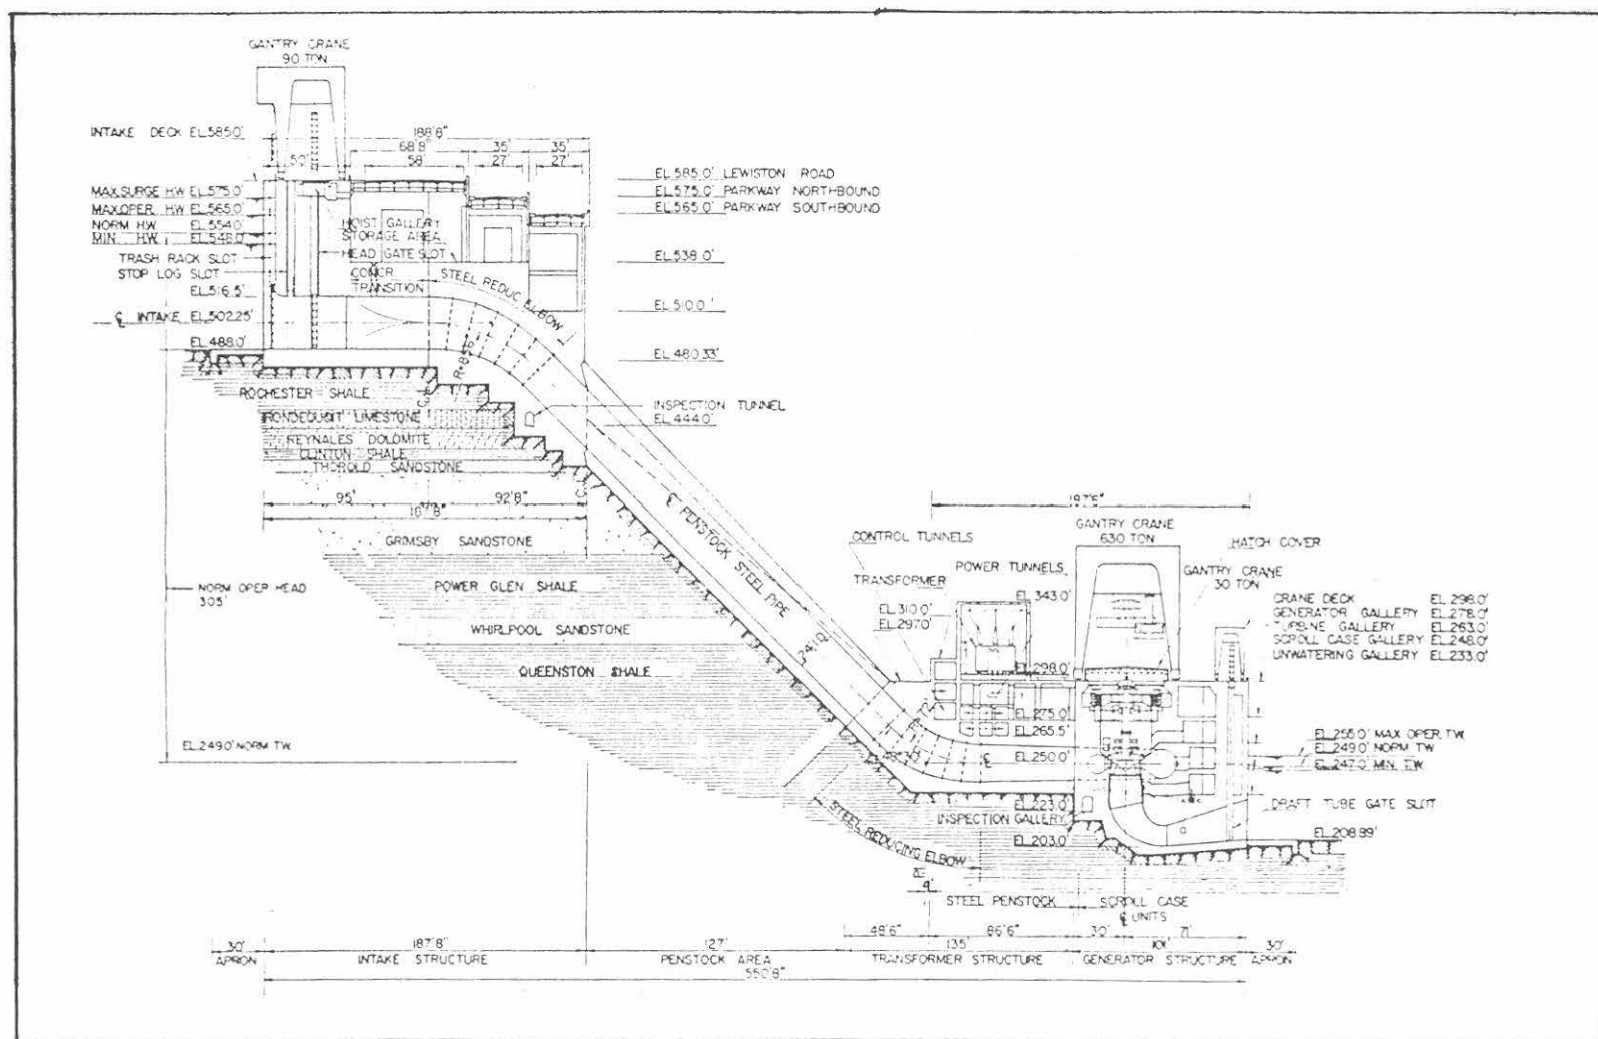 GANTRY CRANE
90 TON
INTAKE DECK EL.585.0'
188'8"
68'8"
35'
35'
50'
58'
27'
27'
EL.585.0' LEWISTON ROAD
EL.575.0' PARKWAY NORTHBOUND
EL.565.0' PARKWAY SOUTHBOUND
MAX.SURGE H.W. EL.575.0'
MAX.OPER. H.W. EL.565.0'
NORM. H.W. EL.554.0'
MIN. H.W. EL.548.0'
HOIST GALLERY
STORAGE AREA
TRASH RACK SLOT
HEAD GATE SLOT
EL.538.0'
STOP LOG SLOT
CONCR.
TRANSITION
STEEL REDUC. ELBOW
EL.516.5'
EL.510.0'
℄ INTAKE EL.502.25'
EL.488.0'
EL.480.33'
ROCHESTER SHALE
INSPECTION TUNNEL
EL.444.0'
IRONDEQUOIT LIMESTONE
REYNALES DOLOMITE
CLINTON SHALE
THOROLD SANDSTONE
95'
92'8"
℄ PENSTOCK STEEL PIPE
GRIMSBY SANDSTONE
POWER GLEN SHALE
WHIRLPOOL SANDSTONE
QUEENSTON SHALE
NORM OPER HEAD
305'
EL.249.0' NORM T.W.
GANTRY CRANE
630 TON
HATCH COVER
CONTROL TUNNELS
TRANSFORMER
POWER TUNNELS
GANTRY CRANE
30 TON
EL.343.0'
EL.310.0'
EL.297.0'
CRANE DECK EL.298.0'
GENERATOR GALLERY EL.278.0'
TURBINE GALLERY EL.263.0'
SCROLL CASE GALLERY EL.248.0'
UNWATERING GALLERY EL.233.0'
EL.298.0'
EL.275.0'
EL.265.5'
EL.255.0' MAX OPER. T.W.
EL.249.0' NORM T.W.
EL.247.0' MIN. T.W.
℄
EL.250.0'
EL.223.0'
INSPECTION GALLERY
EL.203.0'
DRAFT TUBE GATE SLOT
EL.208.89'
STEEL REDUCING ELBOW
STEEL PENSTOCK
SCROLL CASE
℄ UNITS
48'6"
86'6"
30'
71'
30'
187'8"
127'
135'
101'
30'
APRON
INTAKE STRUCTURE
PENSTOCK AREA
TRANSFORMER STRUCTURE
GENERATOR STRUCTURE
APRON
550'8"